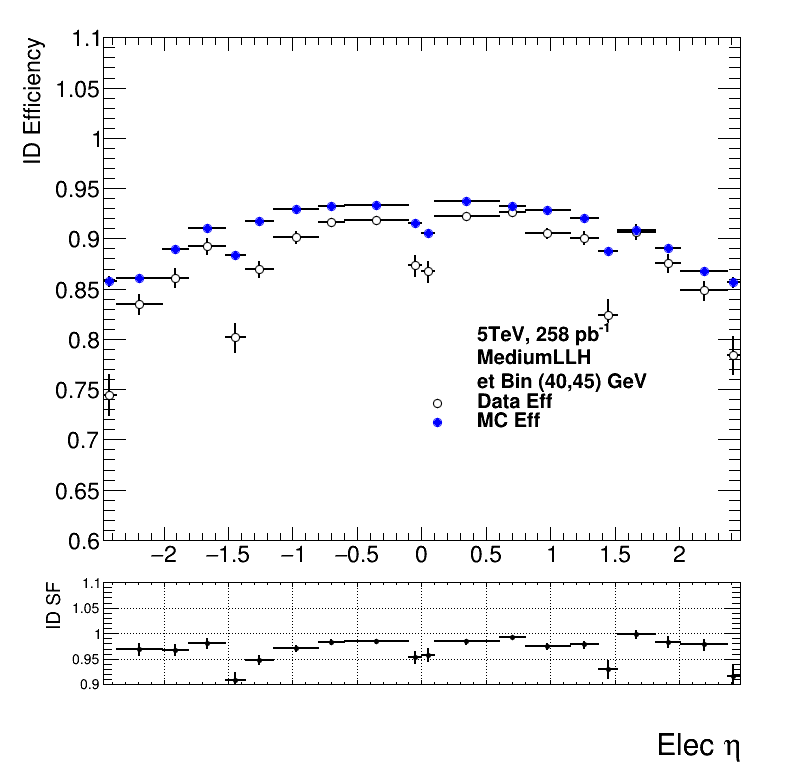 ID Efficiency
1.1
1.05
1
0.95
0.9
0.85
0.8
0.75
0.7
0.65
0.6
5TeV, 258 pb⁻¹
MediumLLH
et Bin (40,45) GeV
Data Eff
MC Eff
−2 −1.5 −1 −0.5 0 0.5 1 1.5 2
ID SF
1.1
1.05
1
0.95
0.9
Elec η